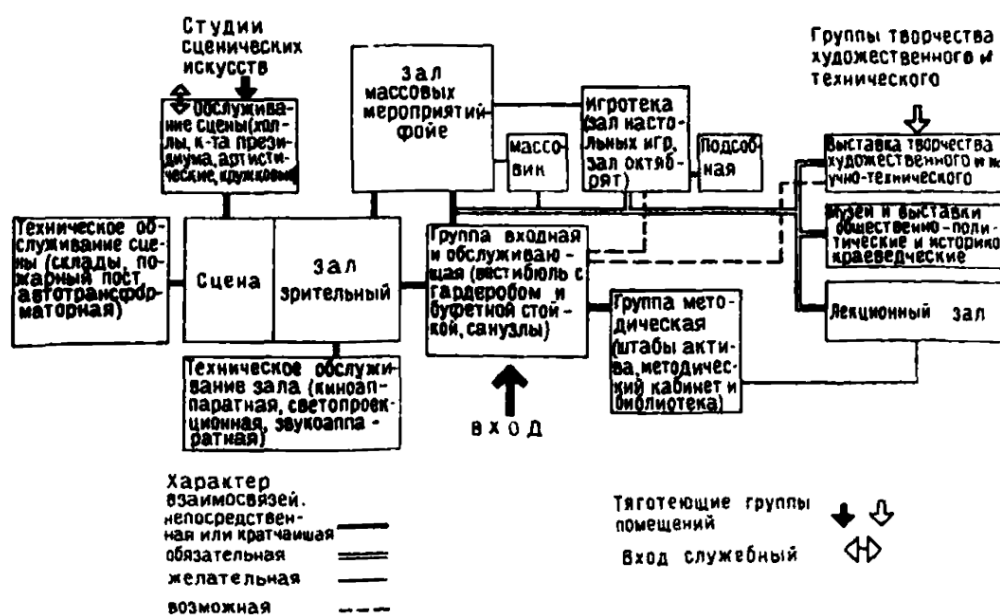 Студии
сценических
искусств
Группы творчества
художественного и
технического
Обслужива-
ние сцены(хол-
лы, к-та прези-
диума, артисти-
ческие, кружковые
зал
массовых
мероприятий
фойе
массо-
вик
игротека
(зал настоль-
ных игр,
зал октяб-
рят)
подсоб-
ная
Выставка творчества
художественного и на-
учно-технического
Музеи и выставки
общественно-поли-
тические и историко-
краеведческие
Лекционный зал
Техническое об-
служивание сце-
ны (склады, по-
жарный пост,
автотрансфор-
маторная)
Сцена
зал
зрительный
Группа входная
и обслуживаю-
щая (вестибюль с
гардеробом и
буфетной стой-
кой, санузлы)
Группа мето-
дическая
(штабы акти-
ва, методичес-
кий кабинет и
библиотека)
Техническое обслужи-
вание зала (киноап-
паратная, светопроек-
ционная, звукоаппа-
ратная)
вход
Характер
взаимосвязей.
непосредствен-
ная или кратчайшая
обязательная
желательная
возможная
Тяготеющие группы
помещений
Вход служебный